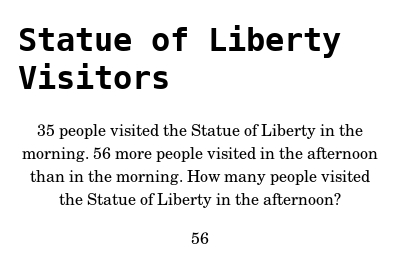 Statue of Liberty
Visitors
35 people visited the Statue of Liberty in the
morning. 56 more people visited in the afternoon
than in the morning. How many people visited
the Statue of Liberty in the afternoon?
56